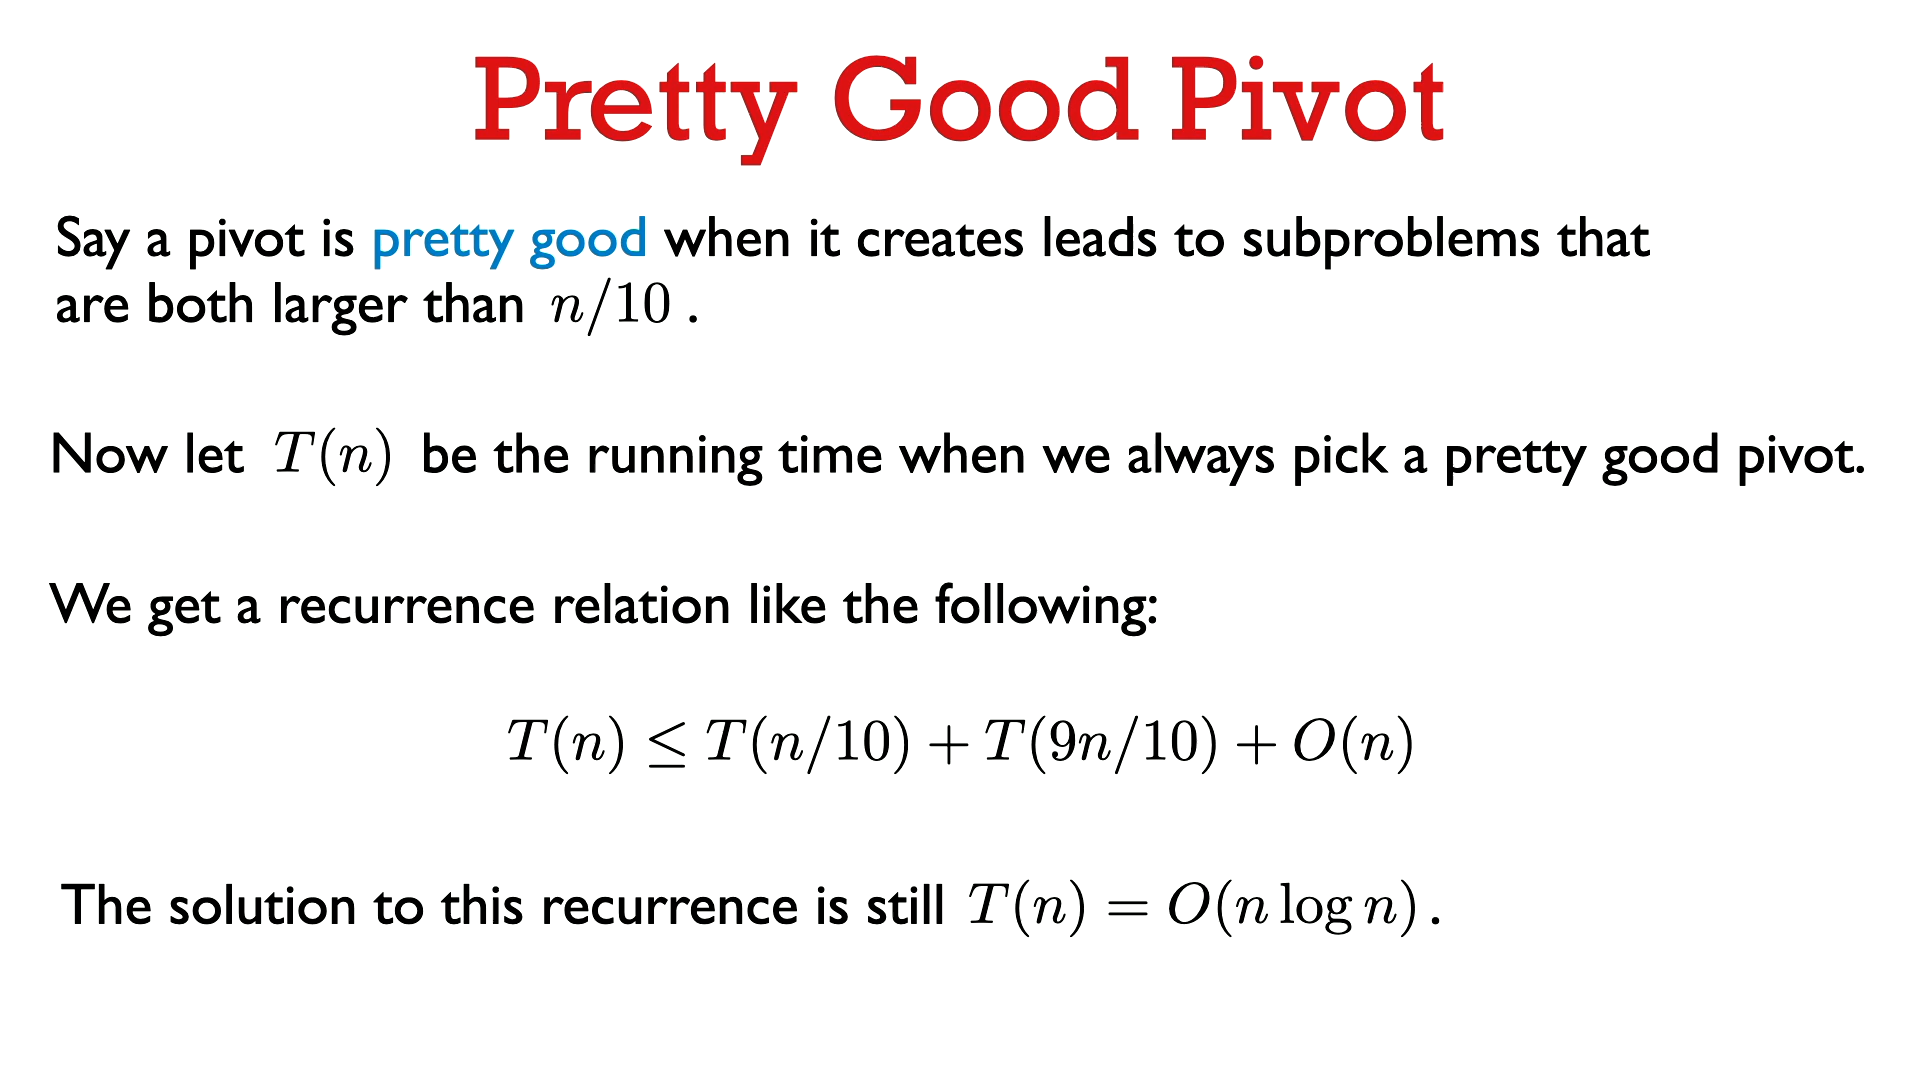 Pretty Good Pivot
Say a pivot is pretty good when it creates leads to subproblems that
are both larger than n/10 .
Now let T(n) be the running time when we always pick a pretty good pivot.
We get a recurrence relation like the following:
T(n) ≤ T(n/10) + T(9n/10) + O(n)
The solution to this recurrence is still T(n) = O(n log n) .